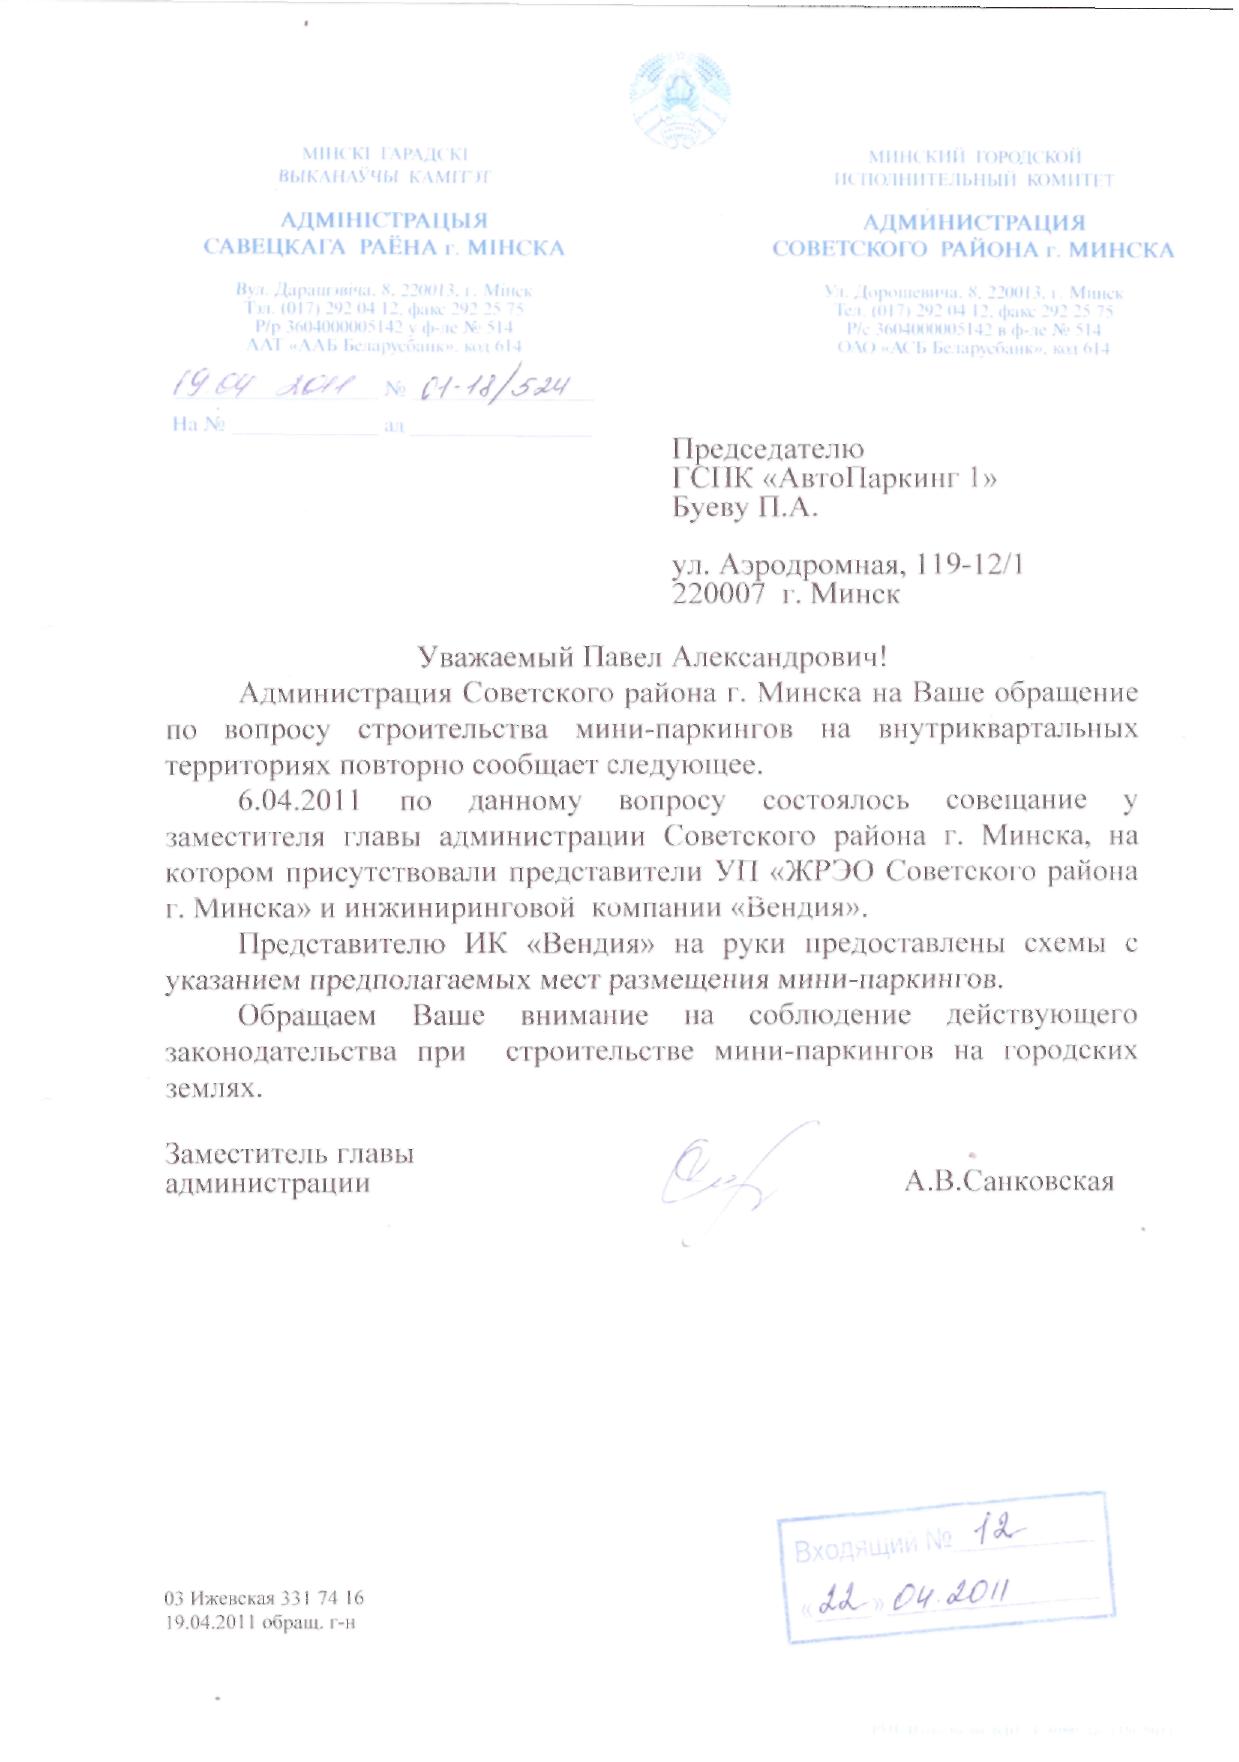 МІНСКІ ГАРАДСКІ
ВЫКАНАЎЧЫ КАМІТЭТ
АДМІНІСТРАЦЫЯ
САВЕЦКАГА РАЁНА г. МІНСКА
Вул. Дарашэвіча, 8, 220013, г. Мінск
Тэл. (017) 292 04 12, факс 292 25 75
Р/р 3604000005142 у ф-ле № 514
ААТ «ААБ Беларусбанк», код 614
МИНСКИЙ ГОРОДСКОЙ
ИСПОЛНИТЕЛЬНЫЙ КОМИТЕТ
АДМИНИСТРАЦИЯ
СОВЕТСКОГО РАЙОНА г. МИНСКА
Ул. Дорошевича, 8, 220013, г. Минск
Тел. (017) 292 04 12, факс 292 25 75
Р/с 3604000005142 в ф-ле № 514
ОАО «АСБ Беларусбанк», код 614
19 04 2011 № 01-18/524
На № ад
Председателю
ГСПК «АвтоПаркинг 1»
Буеву П.А.
ул. Аэродромная, 119-12/1
220007 г. Минск
Уважаемый Павел Александрович!
Администрация Советского района г. Минска на Ваше обращение
по вопросу строительства мини-паркингов на внутриквартальных
территориях повторно сообщает следующее.
6.04.2011 по данному вопросу состоялось совещание у
заместителя главы администрации Советского района г. Минска, на
котором присутствовали представители УП «ЖРЭО Советского района
г. Минска» и инжиниринговой компании «Вендия».
Представителю ИК «Вендия» на руки предоставлены схемы с
указанием предполагаемых мест размещения мини-паркингов.
Обращаем Ваше внимание на соблюдение действующего
законодательства при строительстве мини-паркингов на городских
землях.
Заместитель главы
администрации А.В.Санковская
Входящий № 12
«22» 04.2011
03 Ижевская 331 74 16
19.04.2011 обращ. г-н